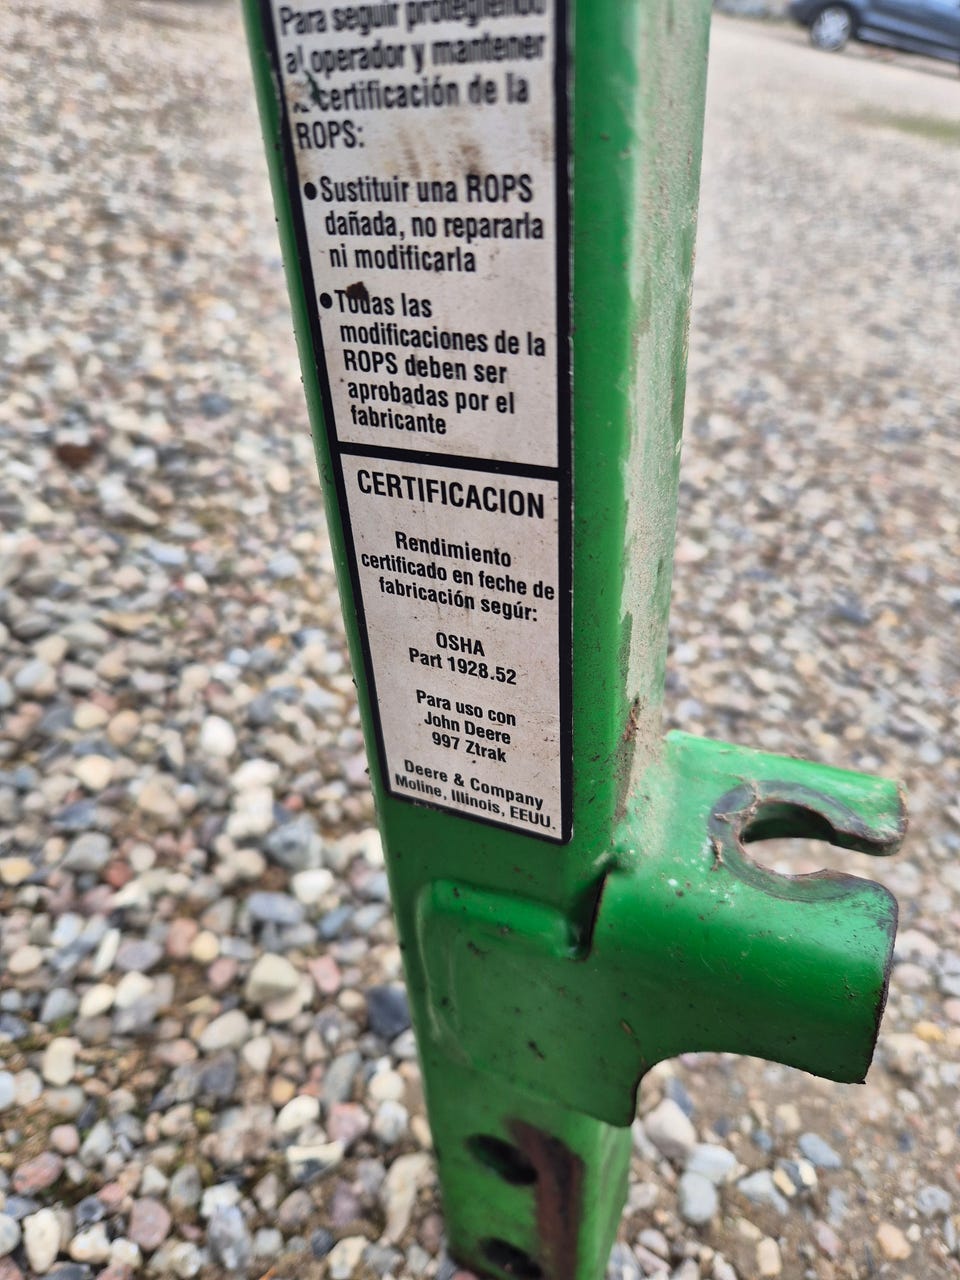 Para seguir protegiendo
al operador y mantener
certificación de la
ROPS:
●Sustituir una ROPS
dañada, no repararla
ni modificarla
●Todas las
modificaciones de la
ROPS deben ser
aprobadas por el
fabricante
CERTIFICACION
Rendimiento
certificado en feche de
fabricación segúr:
OSHA
Part 1928.52
Para uso con
John Deere
997 Ztrak
Deere & Company
Moline, Illinois, EEUU.